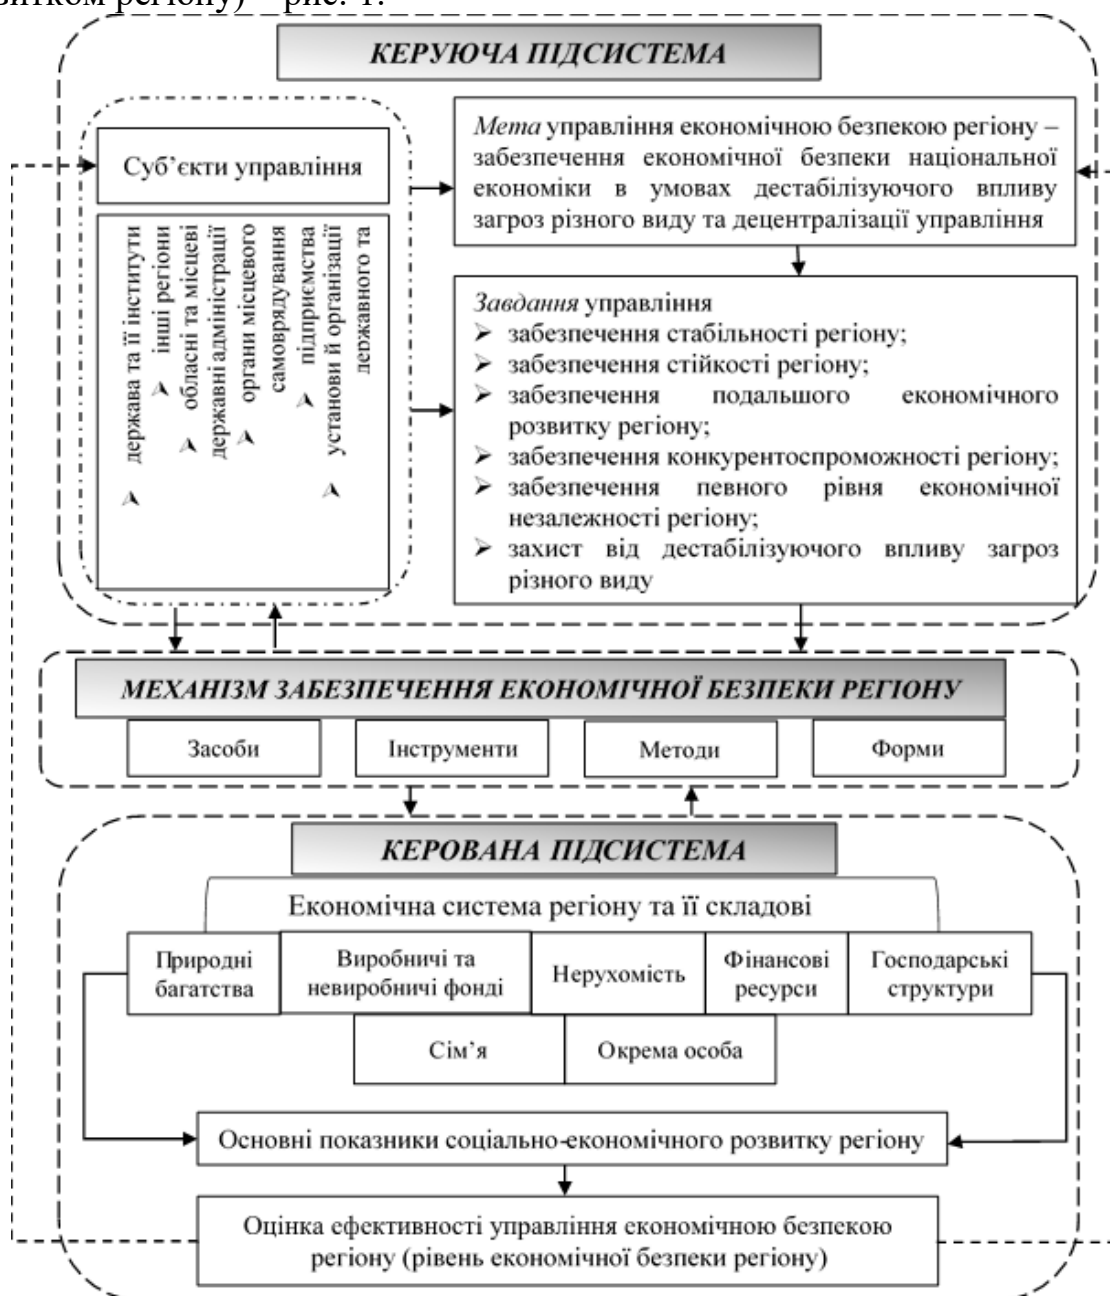 витком регіону) – рис. 1.
КЕРУЮЧА ПІДСИСТЕМА
Суб’єкти управління
➢ держава та її інститути
➢ інші регіони
➢ обласні та місцеві
державні адміністрації
➢ органи місцевого
самоврядування
➢ підприємства
➢ установи й організації
державного та
Мета управління економічною безпекою регіону –
забезпечення економічної безпеки національної
економіки в умовах дестабілізуючого впливу
загроз різного виду та децентралізації управління
Завдання управління
➢ забезпечення стабільності регіону;
➢ забезпечення стійкості регіону;
➢ забезпечення подальшого економічного
розвитку регіону;
➢ забезпечення конкурентоспроможності регіону;
➢ забезпечення певного рівня економічної
незалежності регіону;
➢ захист від дестабілізуючого впливу загроз
різного виду
МЕХАНІЗМ ЗАБЕЗПЕЧЕННЯ ЕКОНОМІЧНОЇ БЕЗПЕКИ РЕГІОНУ
Засоби
Інструменти
Методи
Форми
КЕРОВАНА ПІДСИСТЕМА
Економічна система регіону та її складові
Природні
багатства
Виробничі та
невиробничі фонді
Нерухомість
Фінансові
ресурси
Господарські
структури
Сім’я
Окрема особа
Основні показники соціально-економічного розвитку регіону
Оцінка ефективності управління економічною безпекою
регіону (рівень економічної безпеки регіону)